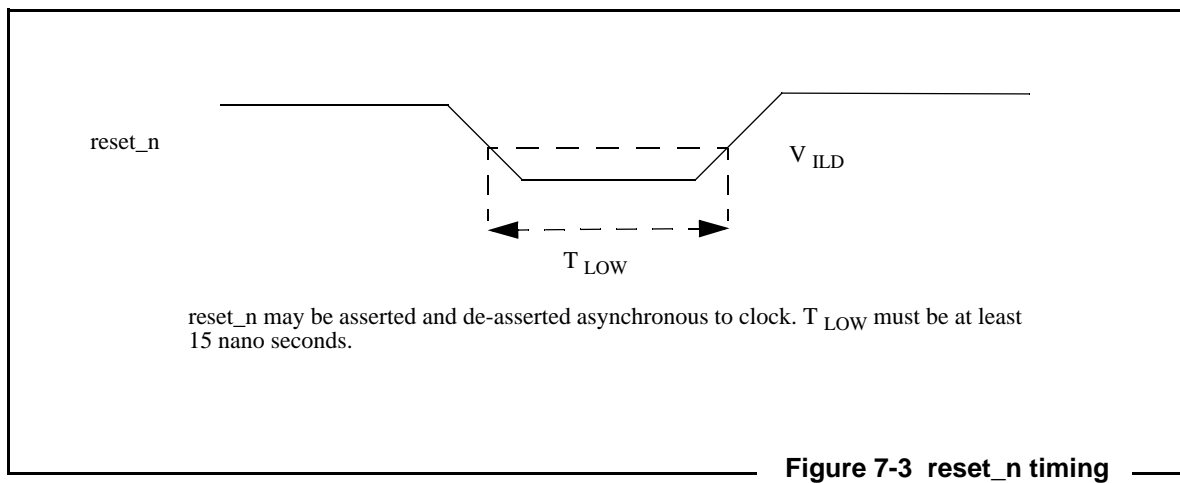 reset_n
V ILD
T LOW
reset_n may be asserted and de-asserted asynchronous to clock. T LOW must be at least
15 nano seconds.
Figure 7-3 reset_n timing